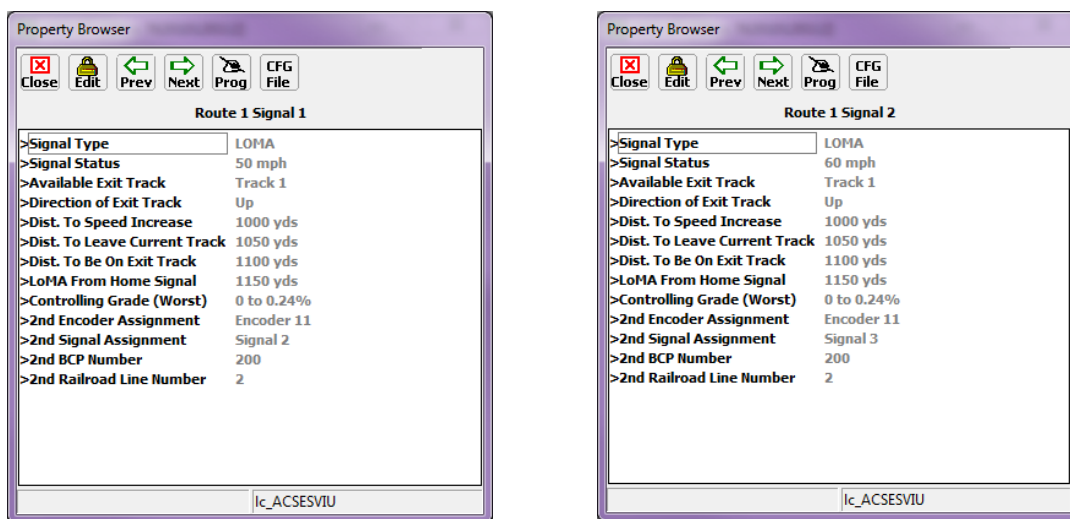 Property Browser
Close Edit Prev Next Prog CFG File
Route 1 Signal 1
>Signal Type LOMA
>Signal Status 50 mph
>Available Exit Track Track 1
>Direction of Exit Track Up
>Dist. To Speed Increase 1000 yds
>Dist. To Leave Current Track 1050 yds
>Dist. To Be On Exit Track 1100 yds
>LoMA From Home Signal 1150 yds
>Controlling Grade (Worst) 0 to 0.24%
>2nd Encoder Assignment Encoder 11
>2nd Signal Assignment Signal 2
>2nd BCP Number 200
>2nd Railroad Line Number 2
lc_ACSESVIU
Property Browser
Close Edit Prev Next Prog CFG File
Route 1 Signal 2
>Signal Type LOMA
>Signal Status 60 mph
>Available Exit Track Track 1
>Direction of Exit Track Up
>Dist. To Speed Increase 1000 yds
>Dist. To Leave Current Track 1050 yds
>Dist. To Be On Exit Track 1100 yds
>LoMA From Home Signal 1150 yds
>Controlling Grade (Worst) 0 to 0.24%
>2nd Encoder Assignment Encoder 11
>2nd Signal Assignment Signal 3
>2nd BCP Number 200
>2nd Railroad Line Number 2
lc_ACSESVIU